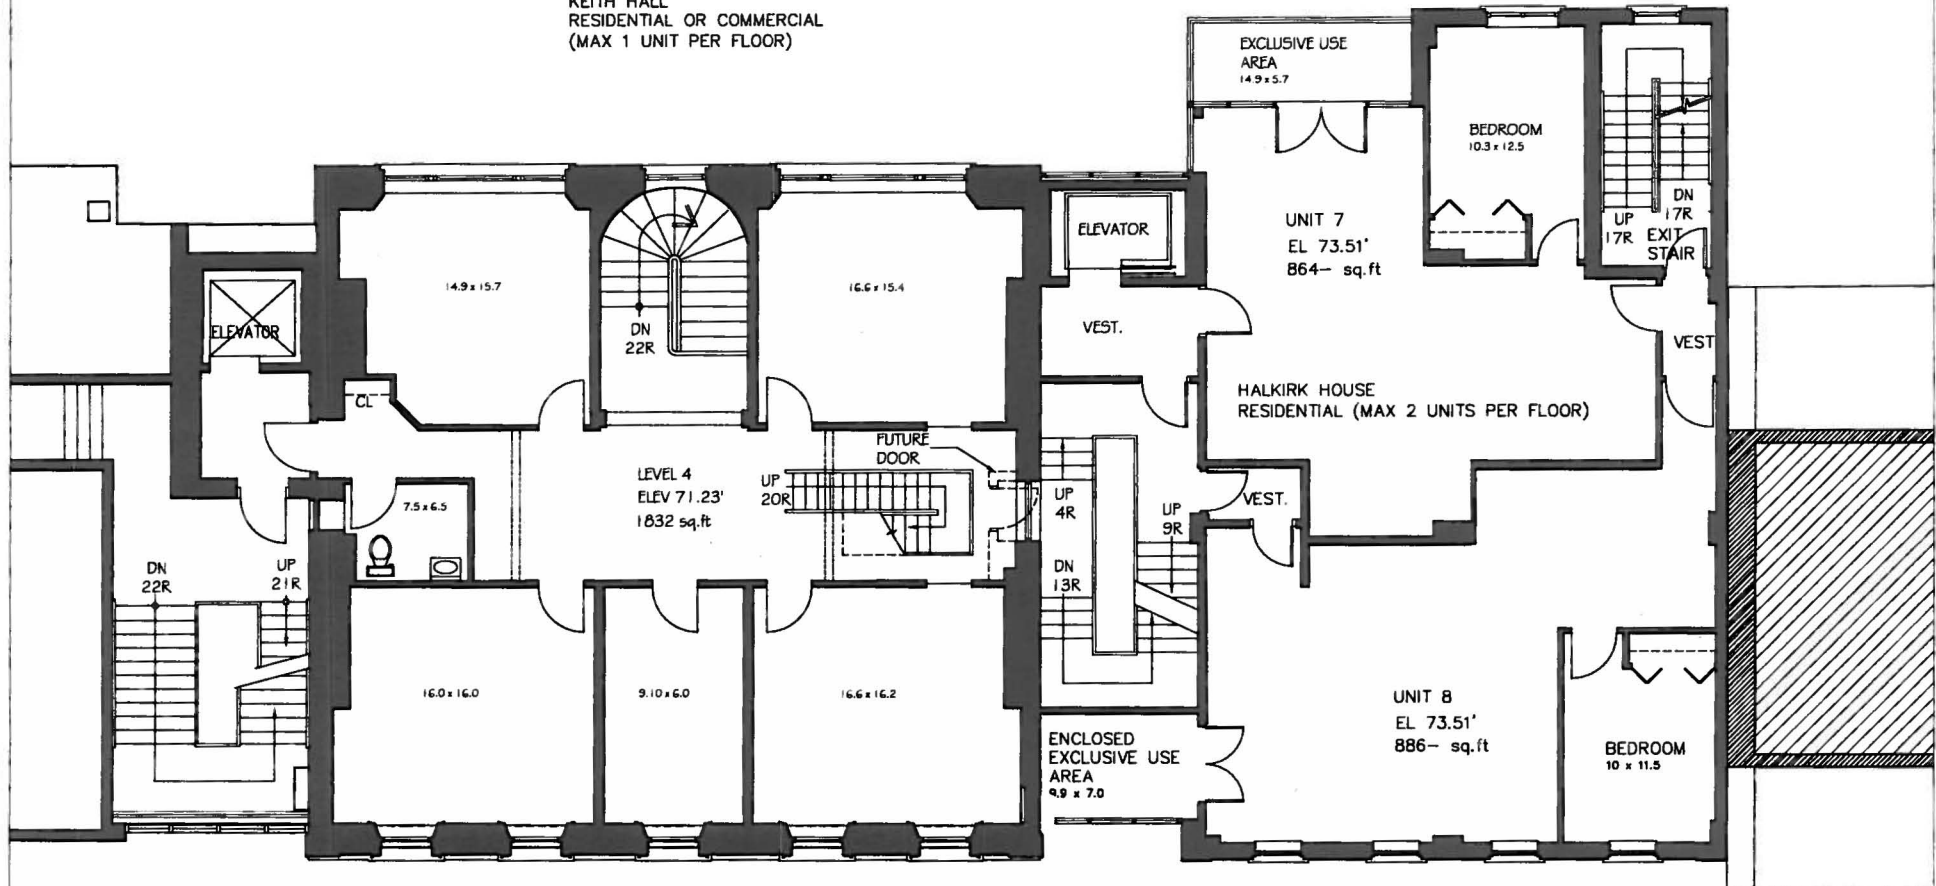 KEITH HALL
RESIDENTIAL OR COMMERCIAL
(MAX 1 UNIT PER FLOOR)
EXCLUSIVE USE
AREA
14.9 x 5.7
BEDROOM
10.3 x 12.5
DN
17R
UP
17R
EXIT
STAIR
UNIT 7
EL 73.51'
864- sq.ft
ELEVATOR
VEST.
VEST
HALKIRK HOUSE
RESIDENTIAL (MAX 2 UNITS PER FLOOR)
14.9 x 15.7
DN
22R
16.6 x 15.4
ELEVATOR
CL
FUTURE
DOOR
LEVEL 4
ELEV 71.23'
1832 sq.ft
UP
20R
7.5 x 6.5
UP
4R
UP
9R
VEST.
DN
13R
DN
22R
UP
21R
16.0 x 16.0
9.10 x 6.0
16.6 x 16.2
ENCLOSED
EXCLUSIVE USE
AREA
9.9 x 7.0
UNIT 8
EL 73.51'
886- sq.ft
BEDROOM
10 x 11.5